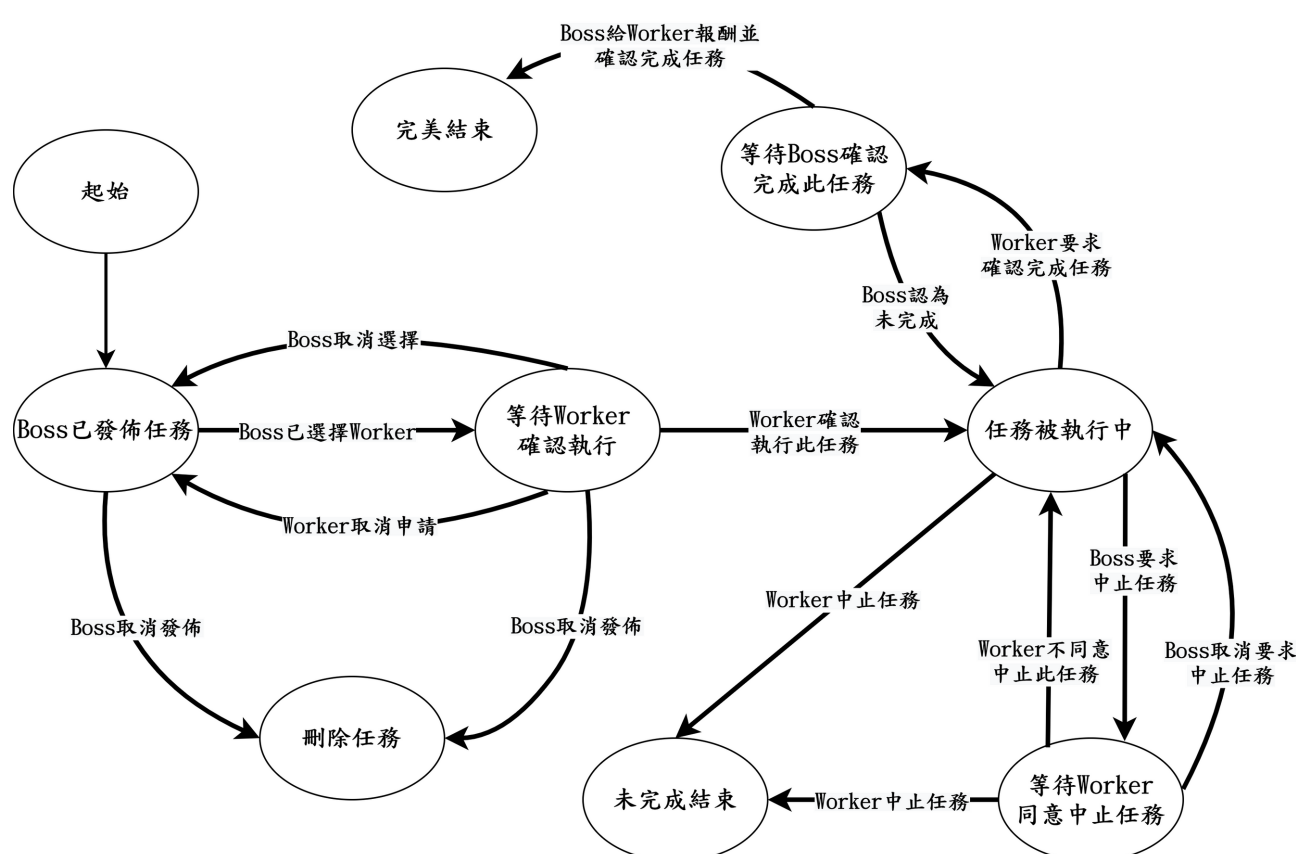 Boss給Worker報酬並
確認完成任務
完美結束
等待Boss確認
完成此任務
起始
Worker要求
確認完成任務
Boss認為
未完成
Boss取消選擇
Boss已發佈任務
Boss已選擇Worker
等待Worker
確認執行
Worker確認
執行此任務
任務被執行中
Worker取消申請
Boss要求
中止任務
Worker中止任務
Boss取消發佈
Boss取消發佈
Worker不同意
中止此任務
Boss取消要求
中止任務
刪除任務
未完成結束
Worker中止任務
等待Worker
同意中止任務